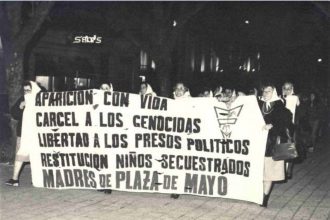 APARICION CON VIDA
CARCEL A LOS GENOCIDAS
LIBERTAD A LOS PRESOS POLITICOS
RESTITUCION NIÑOS SECUESTRADOS
MADRES DE PLAZA DE MAYO